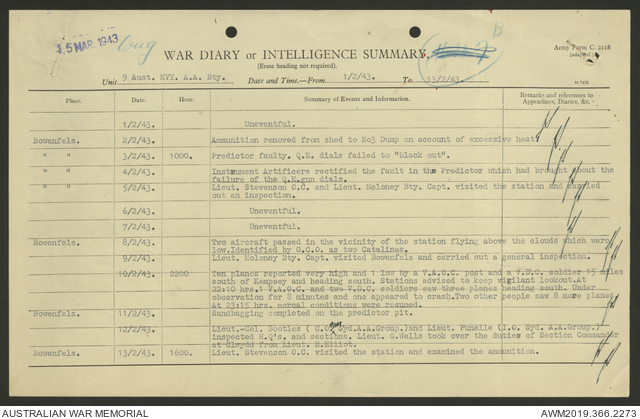 15 MAR. 1943
Orig
WAR DIARY or INTELLIGENCE SUMMARY.
(Erase heading not required).
Army Form C. 2118
Unit 9 Aust. HVY. A.A. Bty. Date and Time.—From 1/2/43. To 13/2/43.
Place. Date. Hour. Summary of Events and Information. Remarks and references to Appendices, Diaries, &c.
1/2/43. Uneventful.
Bowenfels. 2/2/43. Ammunition removed from shed to No3 Dump on account of excessive heat.
" " 3/2/43. 1000. Predictor faulty. Q.E. dials failed to "black out".
" " 4/2/43. Instrument Artificers rectified the fault in the Predictor which had brought about the
failure of the Q.E.gun dials.
" " 5/2/43. Lieut. Stevenson O.C. and Lieut. Moloney Bty. Capt. visited the station and carried
out an inspection.
6/2/43. Uneventful.
7/2/43. Uneventful.
Bowenfels. 8/2/43. Two aircraft passed in the vicinity of the station flying above the clouds which were
low.Identified by G.C.O. as two Catalinas.
9/2/43. Lieut. Moloney Bty. Capt. visited Bowenfels and carried out a general inspection.
10/2/43. 2200 Ten planes reported very high and 1 low by a V.A.O.C. post and a V.D.C. soldier 15 miles
south of Kempsey and heading south. Stations advised to keep vigilant lookout.At
22:10 hrs.1 V.A.O.C. and two V.D.C. soldiers saw three planes heading south. Under
observation for 8 minutes and one appeared to crash.Two other people saw 8 more planes.
At 23:15 hrs. normal conditions were resumed.
Bowenfels. 11/2/43. Sandbagging completed on the predictor pit.
" 12/2/43. Lieut.-Col. Bootles ( C.O. Syd.A.A.Group.)and Lieut. Funelle (I.O. Syd. A.A.Group.)
inspected H.Q's. and sections. Lieut. G.Wells took over the duties of Section Commander
at Clwydd from Lieut. E.Elliot.
Bowenfels. 13/2/43. 1600. Lieut. Stevenson O.C. visited the station and examined the ammunition.
AUSTRALIAN WAR MEMORIAL AWM2019.366.2273